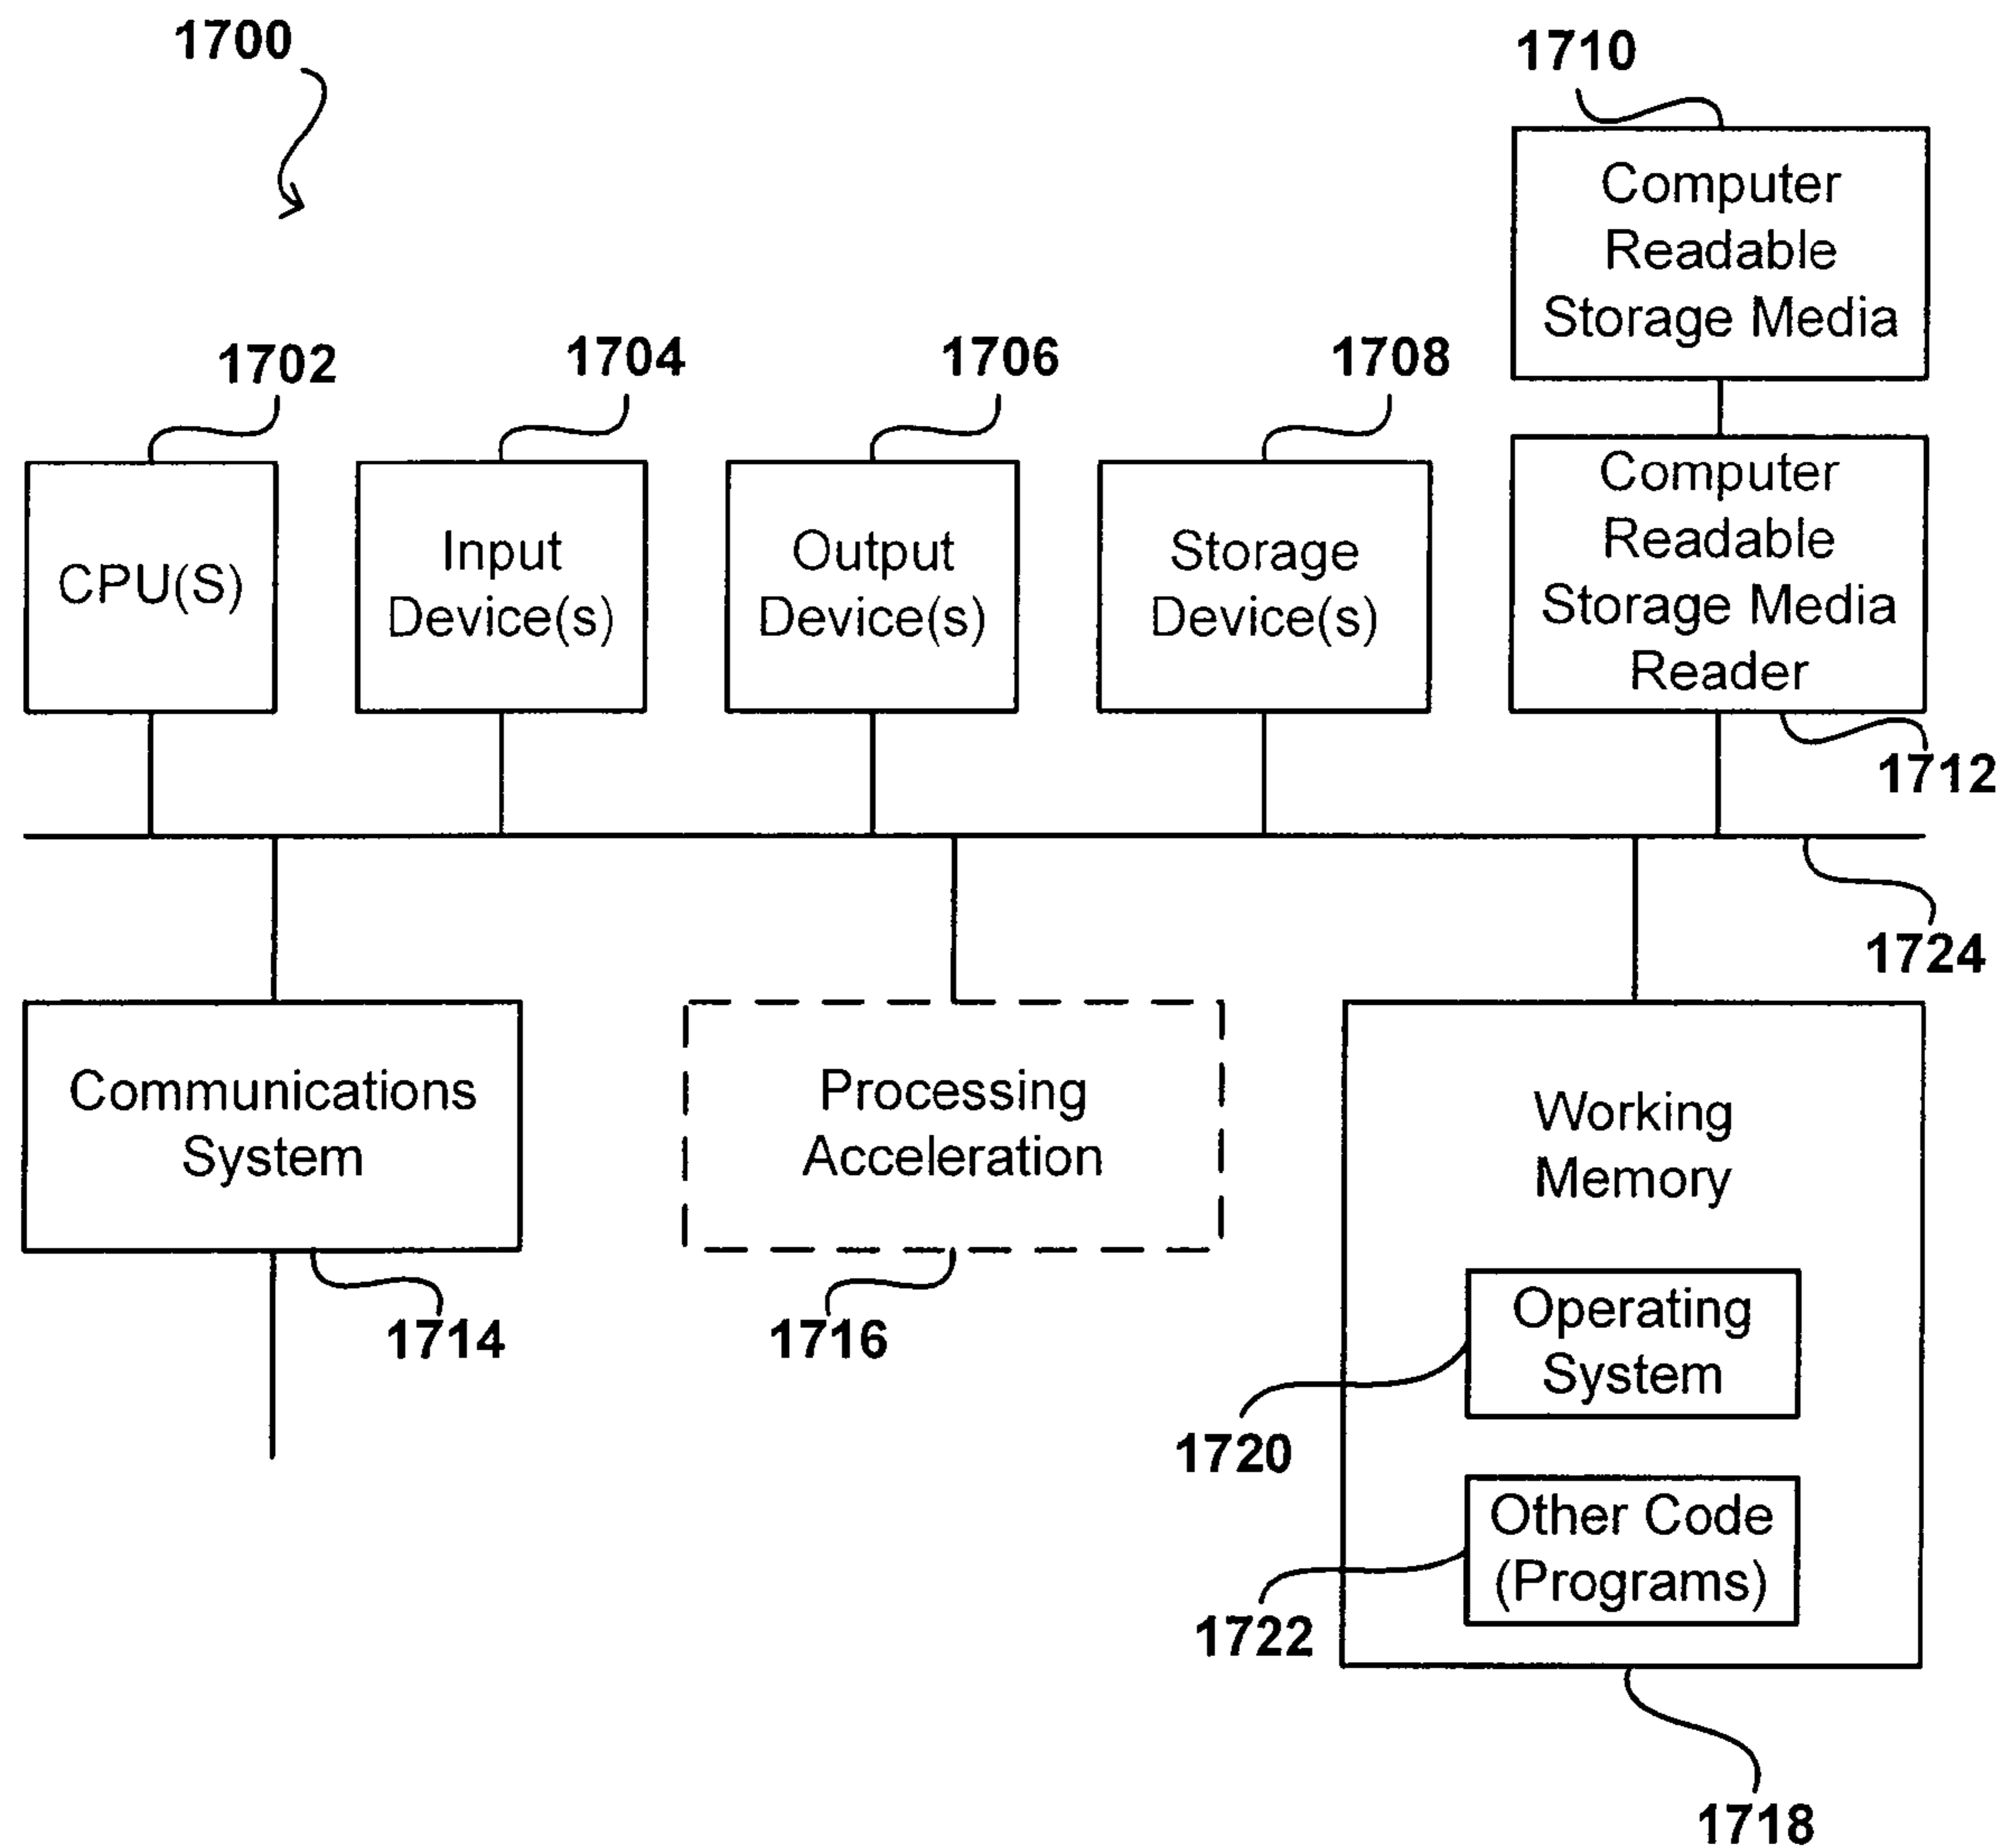 1700
1710
Computer
Readable
Storage Media
1702
1704
1706
1708
CPU(S)
Input
Device(s)
Output
Device(s)
Storage
Device(s)
Computer
Readable
Storage Media
Reader
1712
1724
Communications
System
1714
Processing
Acceleration
1716
Working
Memory
Operating
System
1720
Other Code
(Programs)
1722
1718